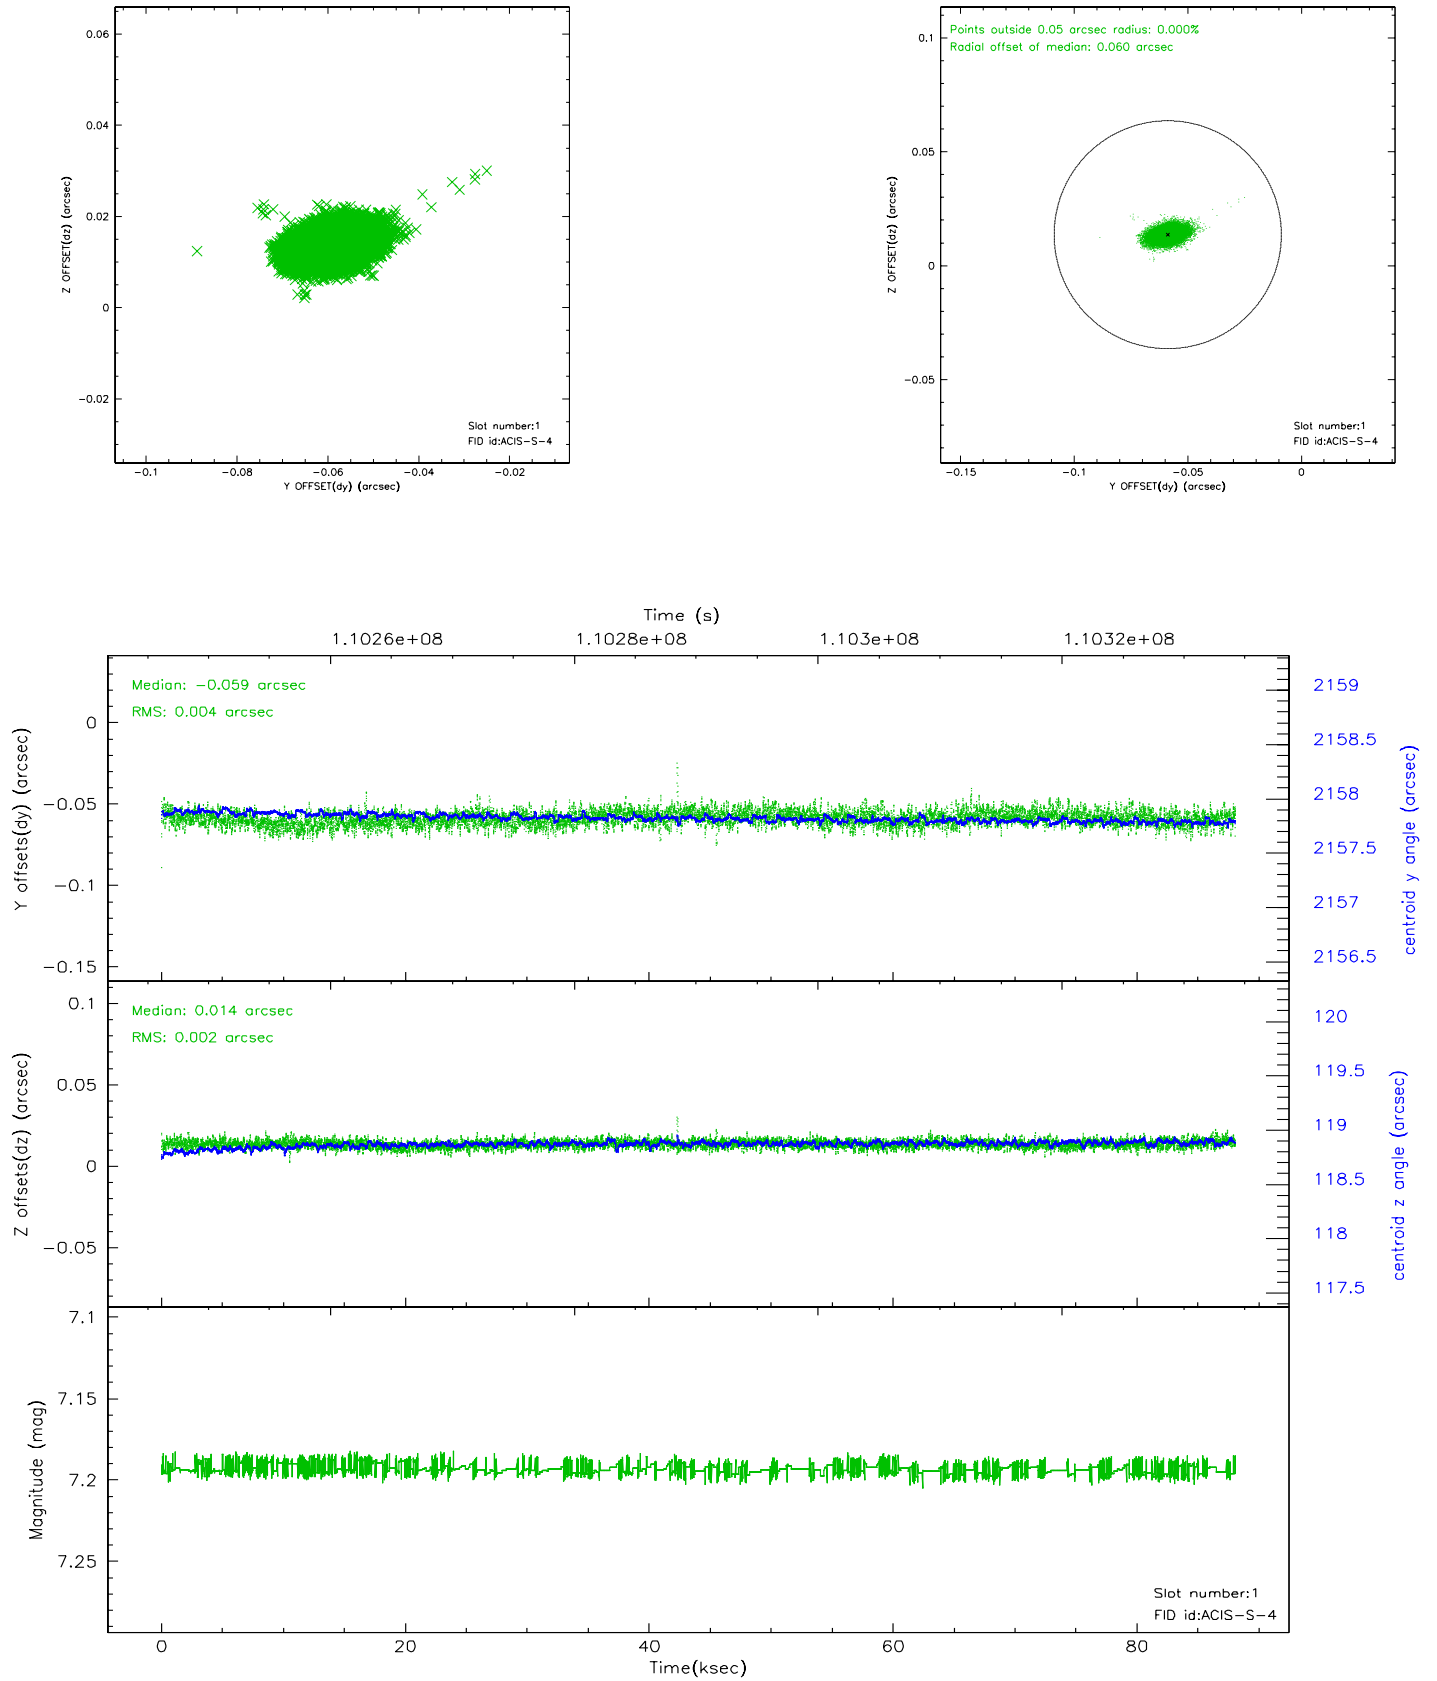 0.06
0.04
0.02
0
−0.02
Z OFFSET(dz) (arcsec)
Slot number:1
FID id:ACIS−S−4
−0.1
−0.08
−0.06
−0.04
−0.02
Y OFFSET(dy) (arcsec)
Points outside 0.05 arcsec radius: 0.000%
Radial offset of median: 0.060 arcsec
0.1
0.05
0
−0.05
Z OFFSET(dz) (arcsec)
Slot number:1
FID id:ACIS−S−4
−0.15
−0.1
−0.05
0
Y OFFSET(dy) (arcsec)
Time (s)
1.1026e+08
1.1028e+08
1.103e+08
1.1032e+08
Median: −0.059 arcsec
RMS: 0.004 arcsec
0
−0.05
−0.1
−0.15
Y offsets(dy) (arcsec)
2159
2158.5
2158
2157.5
2157
2156.5
centroid y angle (arcsec)
Median: 0.014 arcsec
RMS: 0.002 arcsec
0.1
0.05
0
−0.05
Z offsets(dz) (arcsec)
120
119.5
119
118.5
118
117.5
centroid z angle (arcsec)
7.1
7.15
7.2
7.25
Magnitude (mag)
Slot number:1
FID id:ACIS−S−4
0
20
40
60
80
Time(ksec)